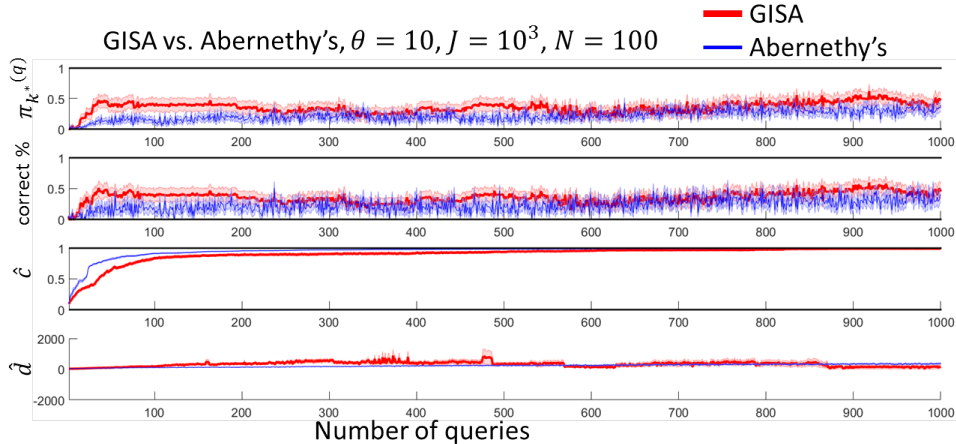 GISA vs. Abernethy's, θ = 10, J = 10³, N = 100
GISA
Abernethy's
π_{k*}^{(q)}
1
0.5
0
100 200 300 400 500 600 700 800 900 1000
correct %
1
0.5
0
100 200 300 400 500 600 700 800 900 1000
ĉ
1
0.5
0
100 200 300 400 500 600 700 800 900 1000
d̂
2000
0
-2000
100 200 300 400 500 600 700 800 900 1000
Number of queries